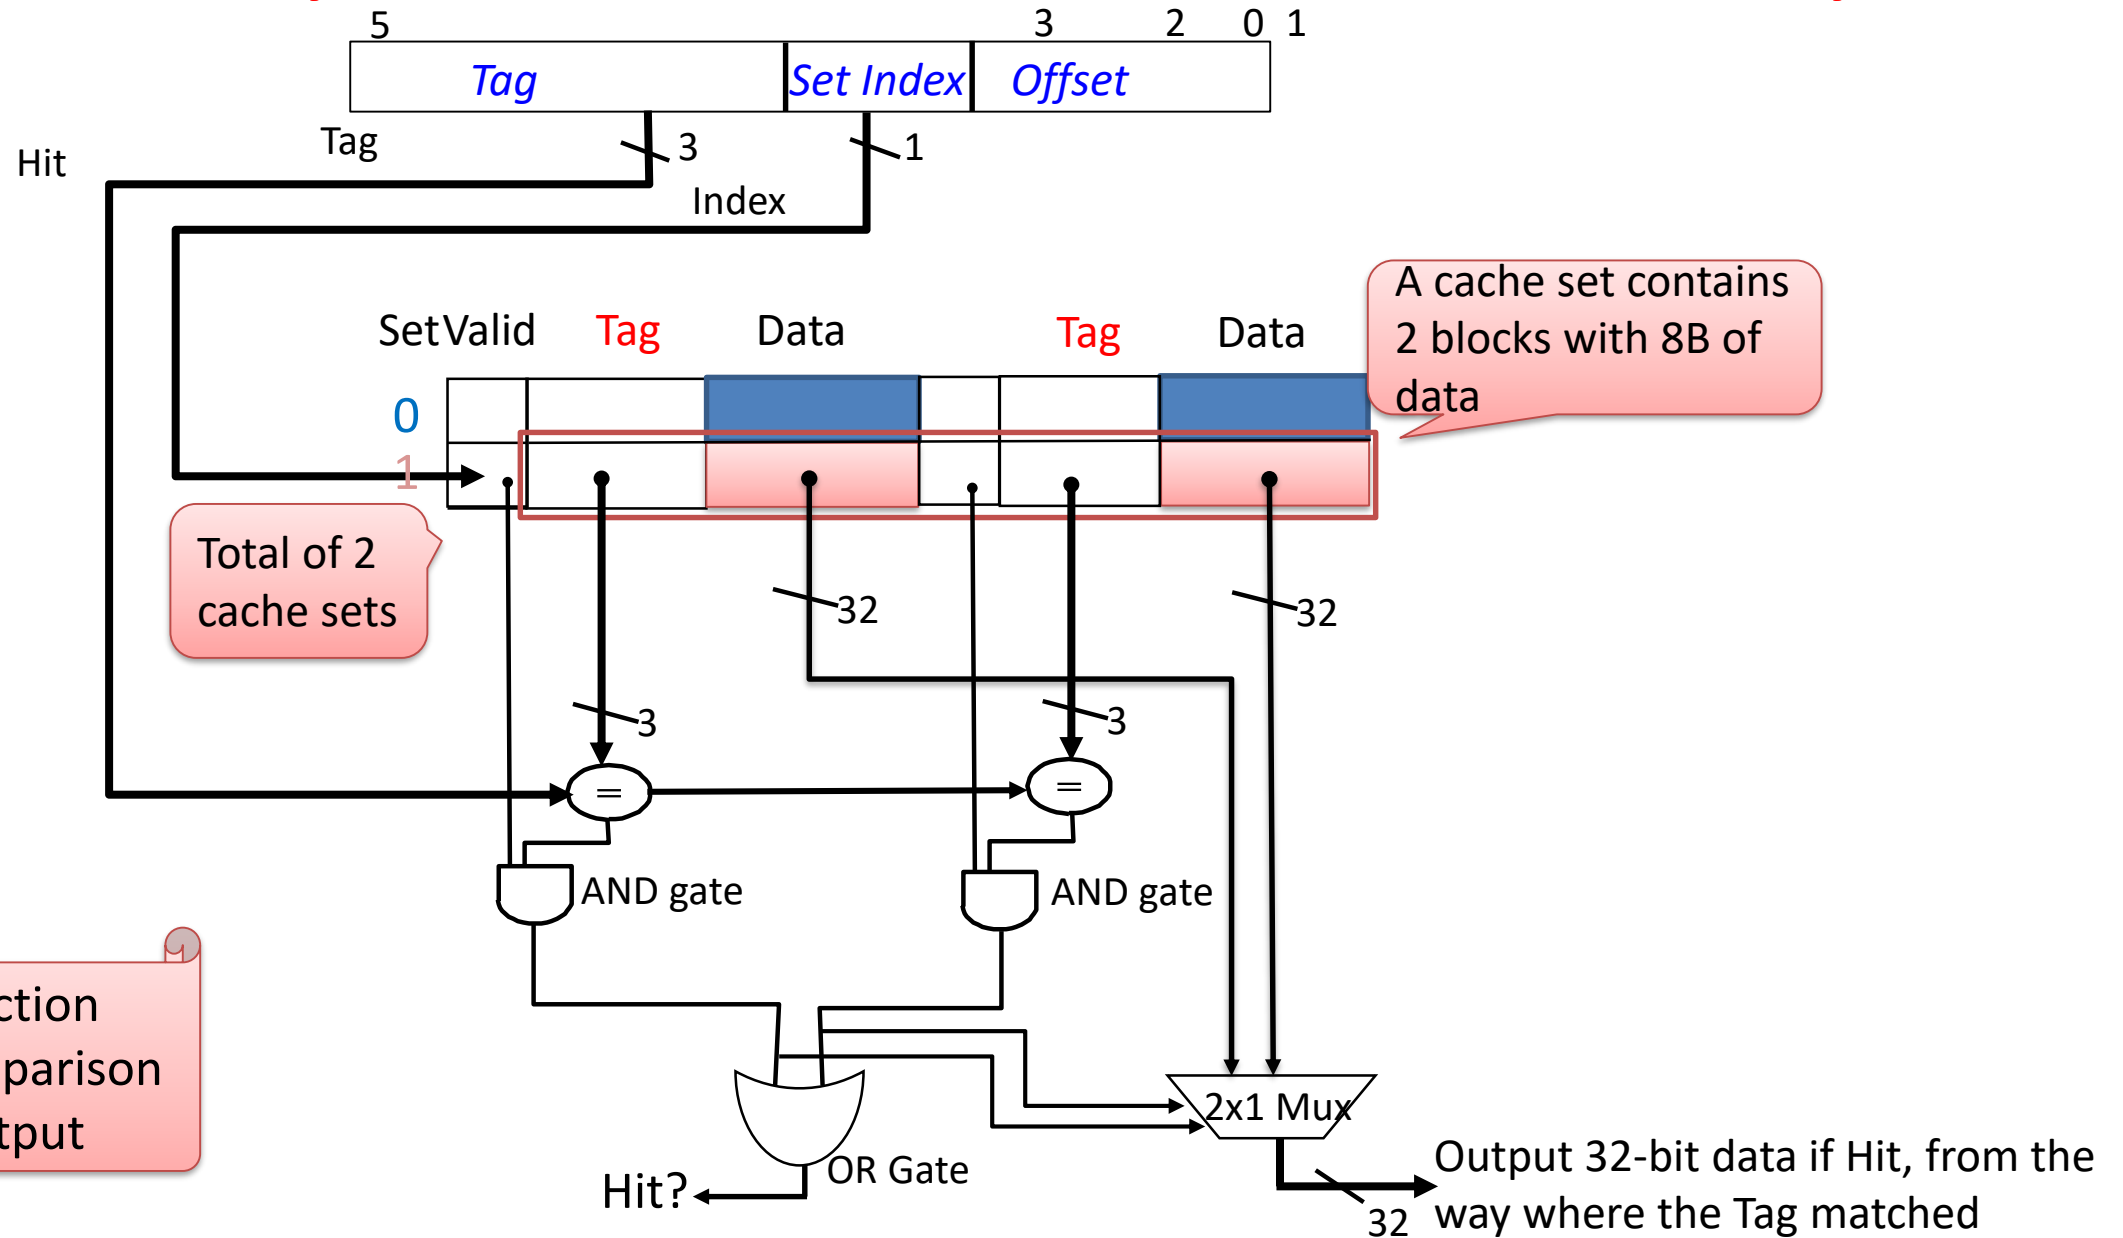 5 3 2 0 1
Tag Set Index Offset
Tag 3 1
Hit
Index
A cache set contains
2 blocks with 8B of
data
Set Valid Tag Data Tag Data
0
1
Total of 2
cache sets
32 32
3 3
= =
AND gate AND gate
ction
parison
tput
2x1 Mux
OR Gate
Hit?
Output 32-bit data if Hit, from the
way where the Tag matched
32